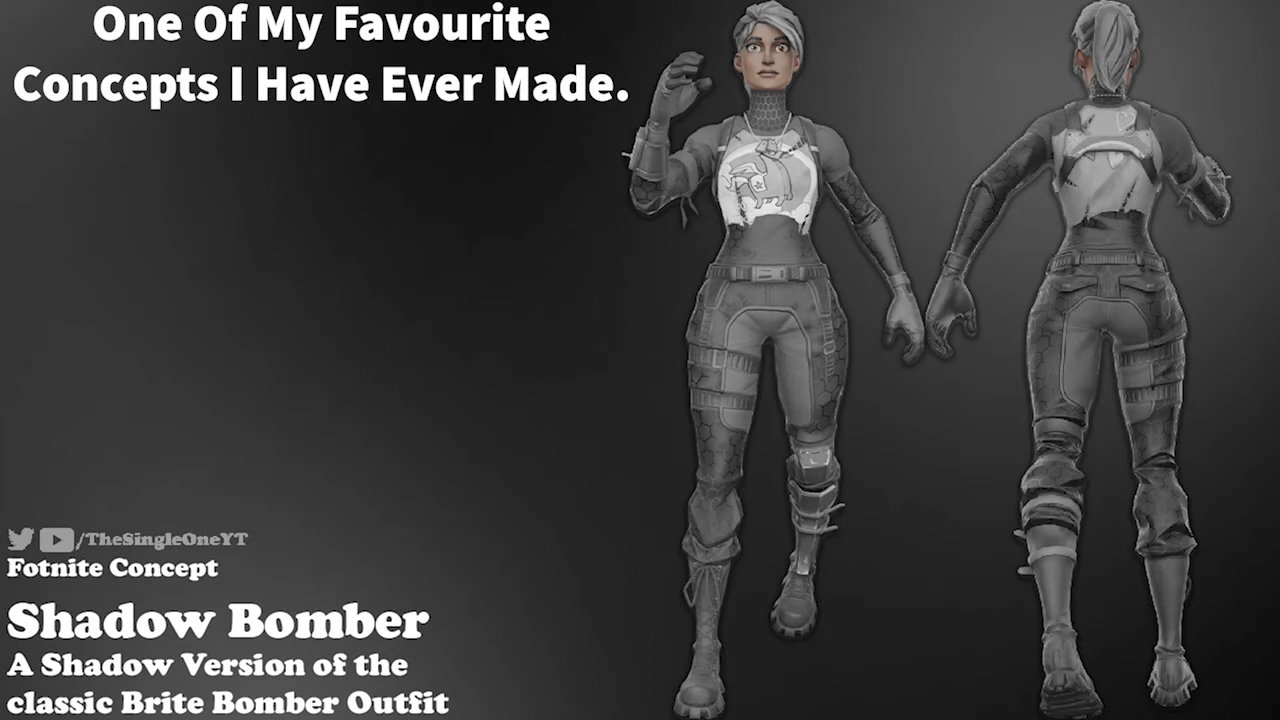 One Of My Favourite
Concepts I Have Ever Made.
/TheSingleOneYT
Fotnite Concept
Shadow Bomber
A Shadow Version of the
classic Brite Bomber Outfit